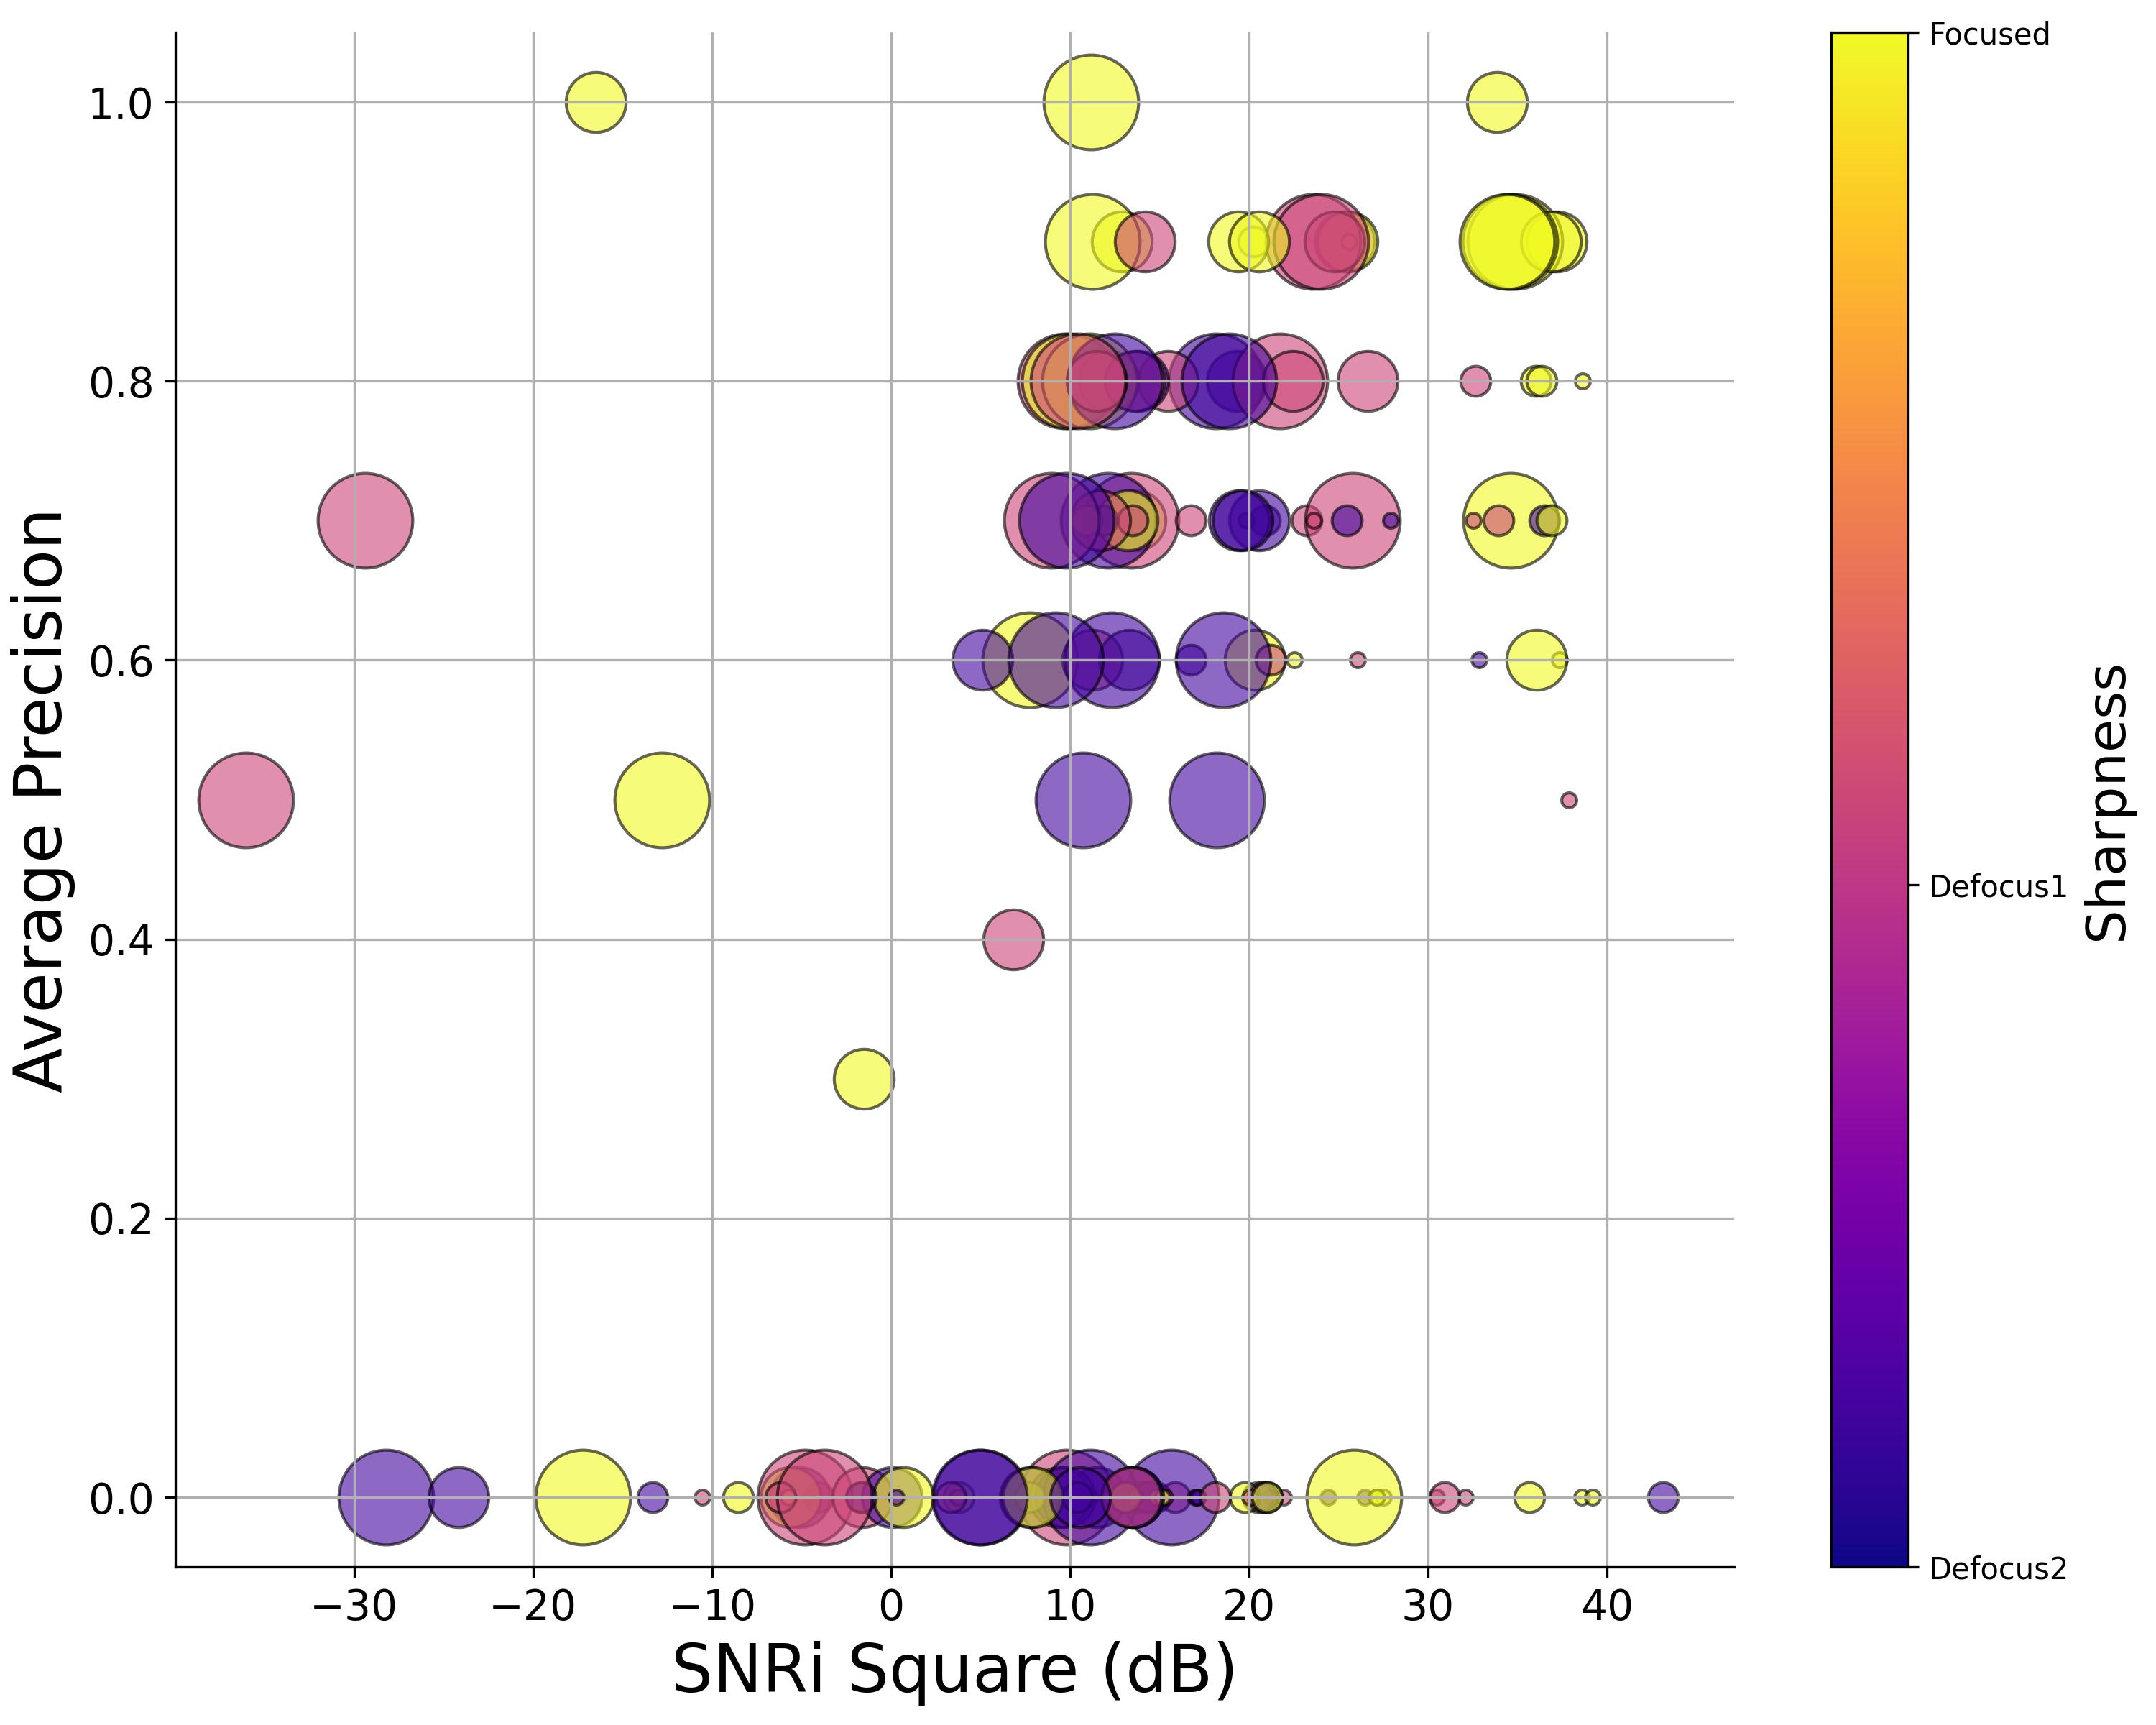 Average Precision
1.0
0.8
0.6
0.4
0.2
0.0
−30
−20
−10
0
10
20
30
40
SNRi Square (dB)
Focused
Defocus1
Defocus2
Sharpness